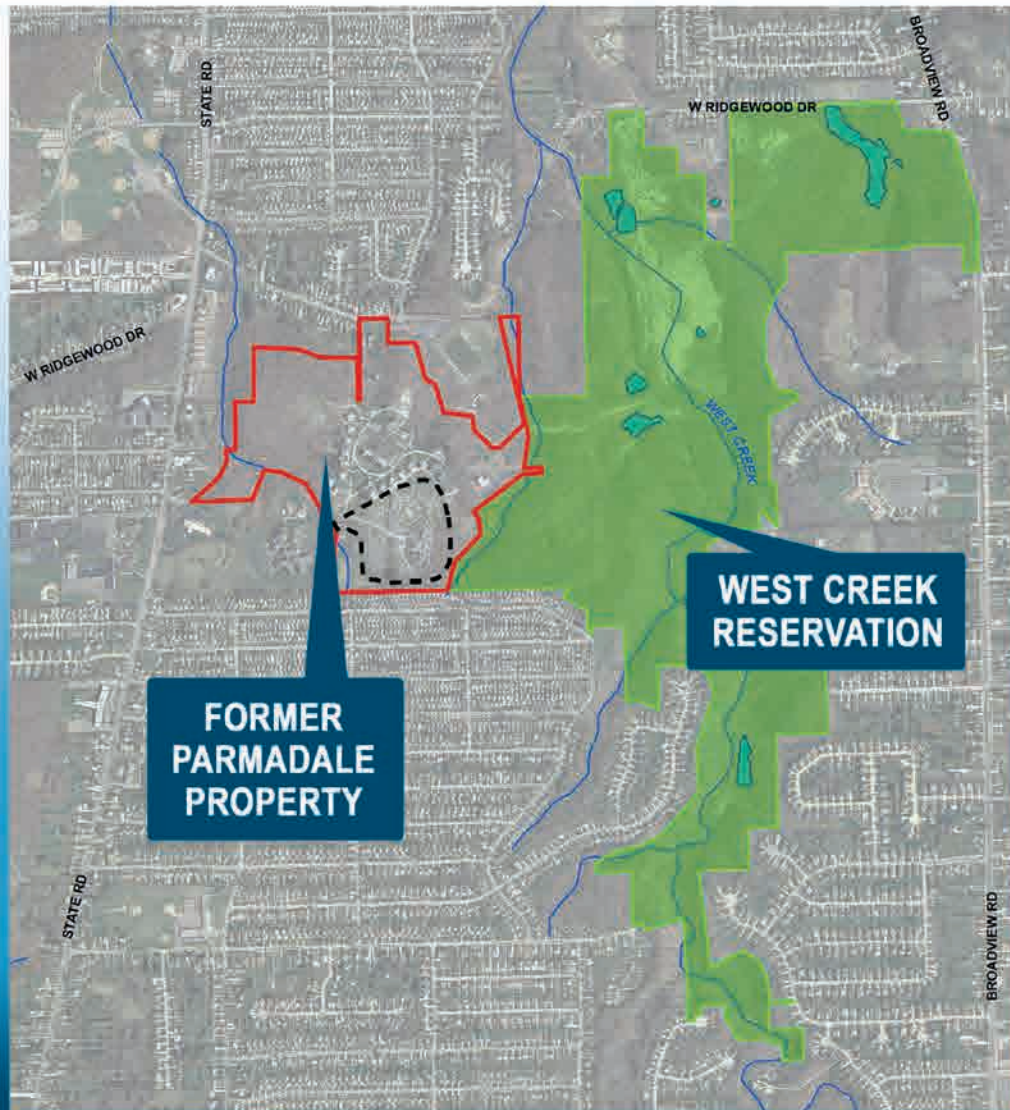 BROADVIEW RD
W RIDGEWOOD DR
STATE RD
W RIDGEWOOD DR
WEST CREEK
WEST CREEK
RESERVATION
FORMER
PARMADALE
PROPERTY
STATE RD
BROADVIEW RD